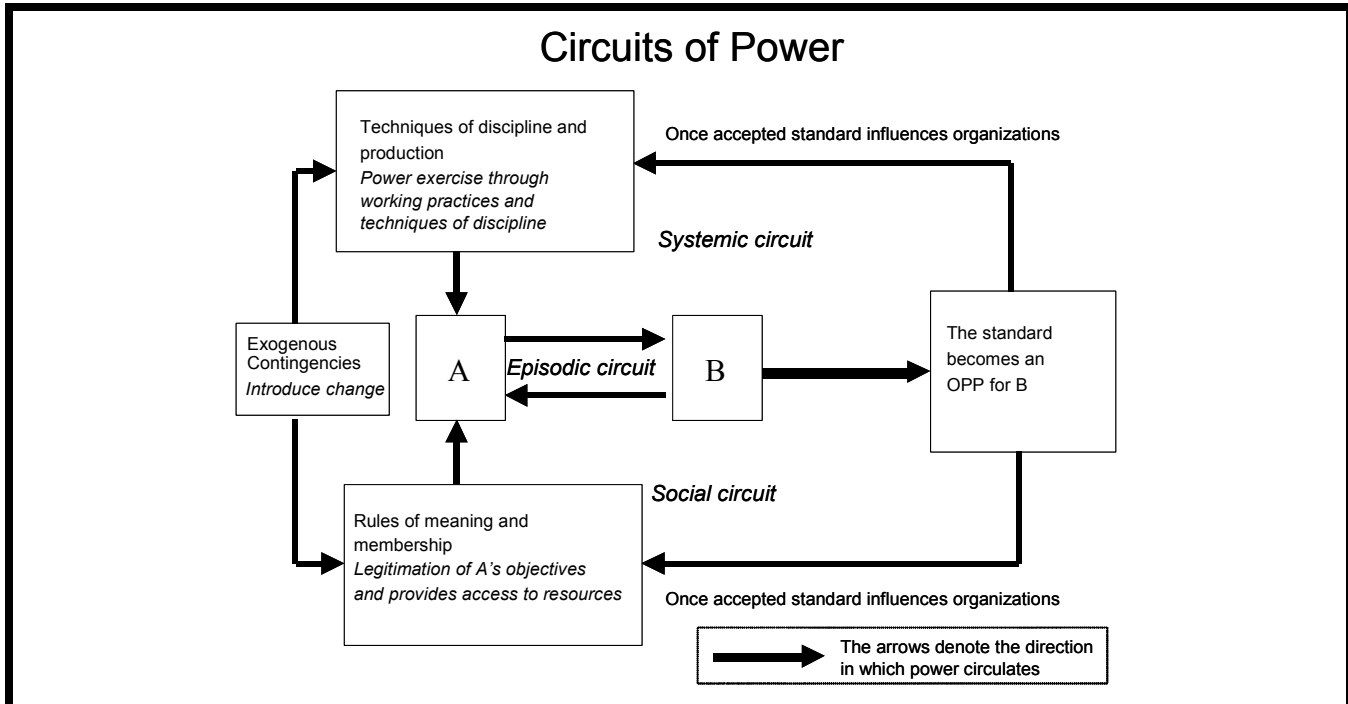 Circuits of Power
Techniques of discipline and
production
Power exercise through
working practices and
techniques of discipline
Once accepted standard influences organizations
Systemic circuit
Exogenous
Contingencies
Introduce change
A
Episodic circuit
B
The standard
becomes an
OPP for B
Social circuit
Rules of meaning and
membership
Legitimation of A's objectives
and provides access to resources
Once accepted standard influences organizations
The arrows denote the direction
in which power circulates